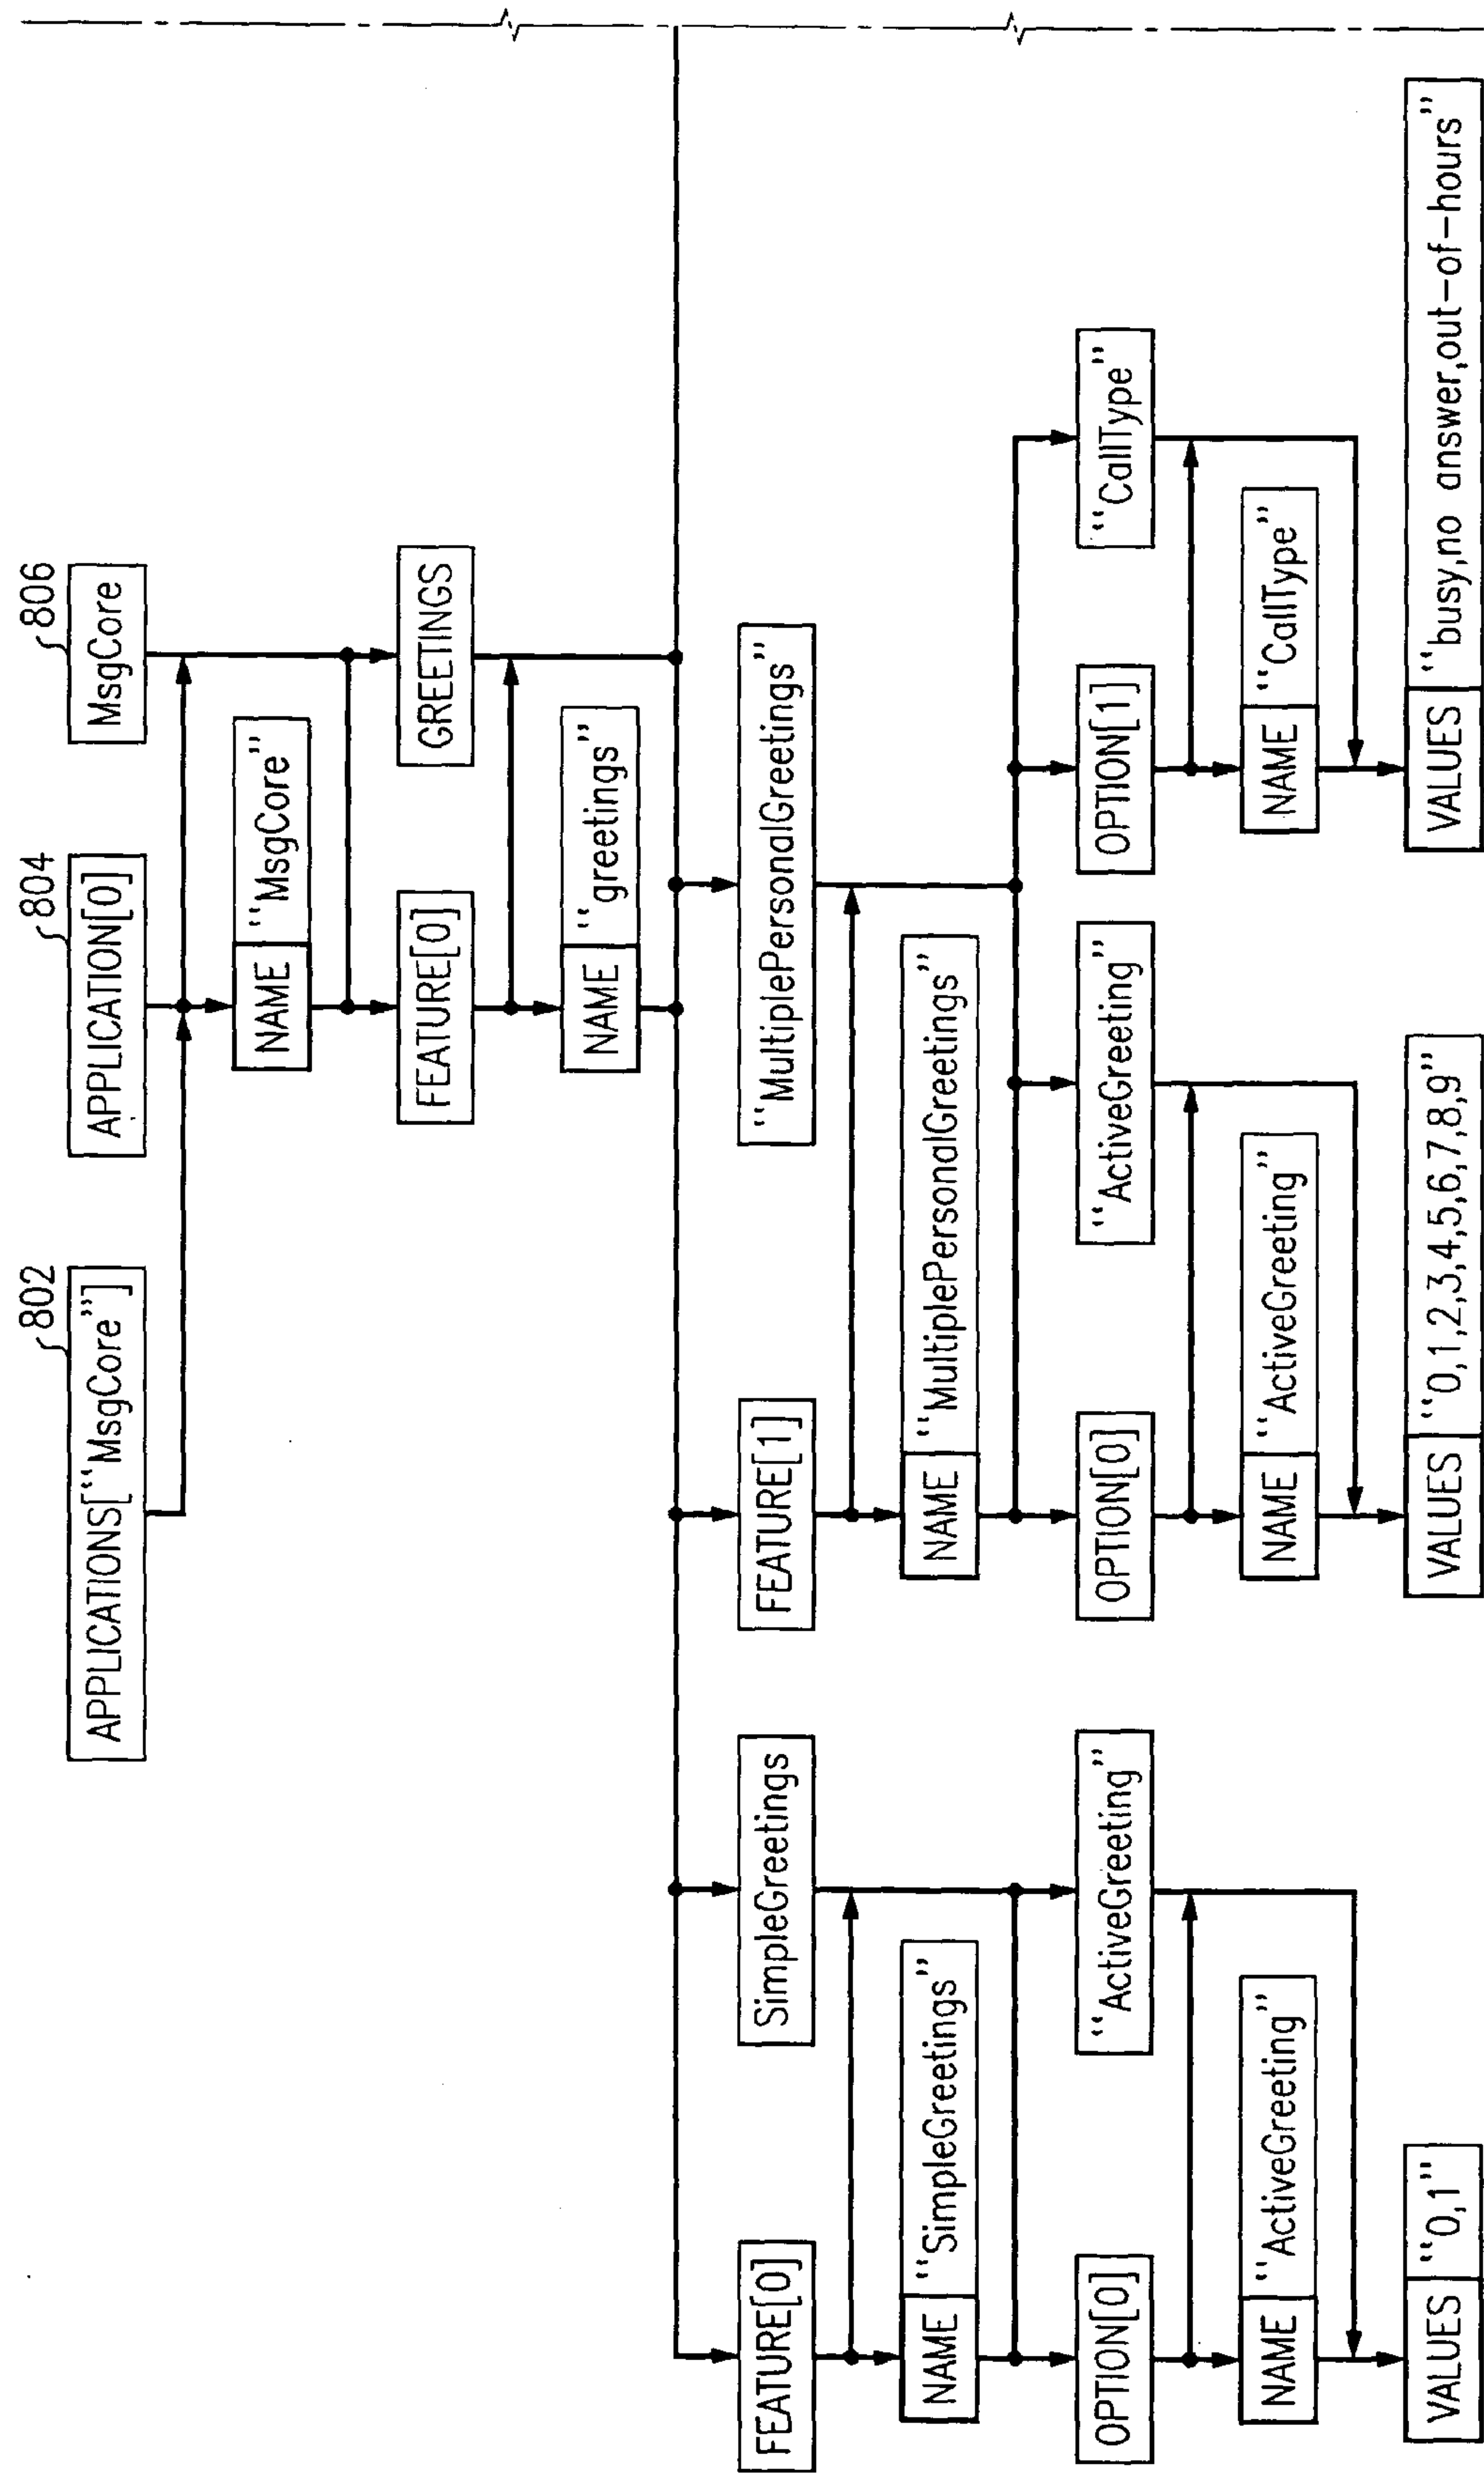 802
804
806
APPLICATIONS[“MsgCore”]
APPLICATION[0]
MsgCore
NAME “MsgCore”
FEATURE[0]
GREETINGS
NAME “greetings”
FEATURE[0]
SimpleGreetings
FEATURE[1]
“MultiplePersonalGreetings”
NAME “SimpleGreetings”
NAME “MultiplePersonalGreetings”
OPTION[0]
“ActiveGreeting”
OPTION[0]
“ActiveGreeting”
OPTION[1]
“CallType”
NAME “ActiveGreeting”
NAME “ActiveGreeting”
NAME “CallType”
VALUES “0,1”
VALUES “0,1,2,3,4,5,6,7,8,9”
VALUES “busy,no answer,out-of-hours”